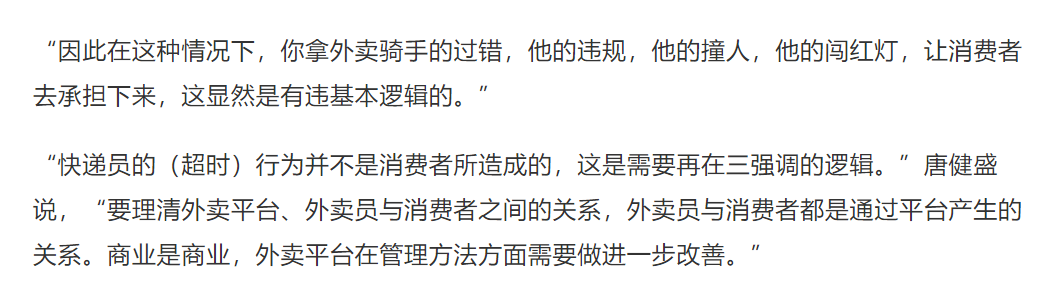 “因此在这种情况下，你拿外卖骑手的过错，他的违规，他的撞人，他的闯红灯，让消费者
去承担下来，这显然是有违基本逻辑的。”
“快递员的（超时）行为并不是消费者所造成的，这是需要再在三强调的逻辑。” 唐健盛
说，“要理清外卖平台、外卖员与消费者之间的关系，外卖员与消费者都是通过平台产生的
关系。商业是商业，外卖平台在管理方法方面需要做进一步改善。”